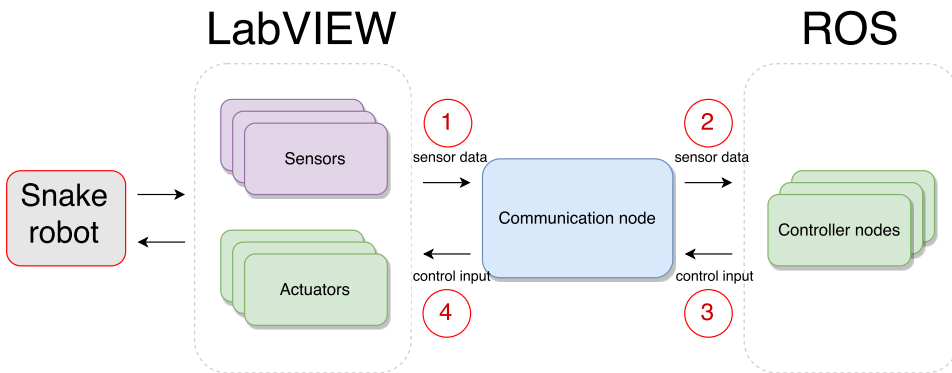 LabVIEW
ROS
1
2
Sensors
sensor data
sensor data
Snake
robot
Communication node
Controller nodes
Actuators
control input
control input
4
3